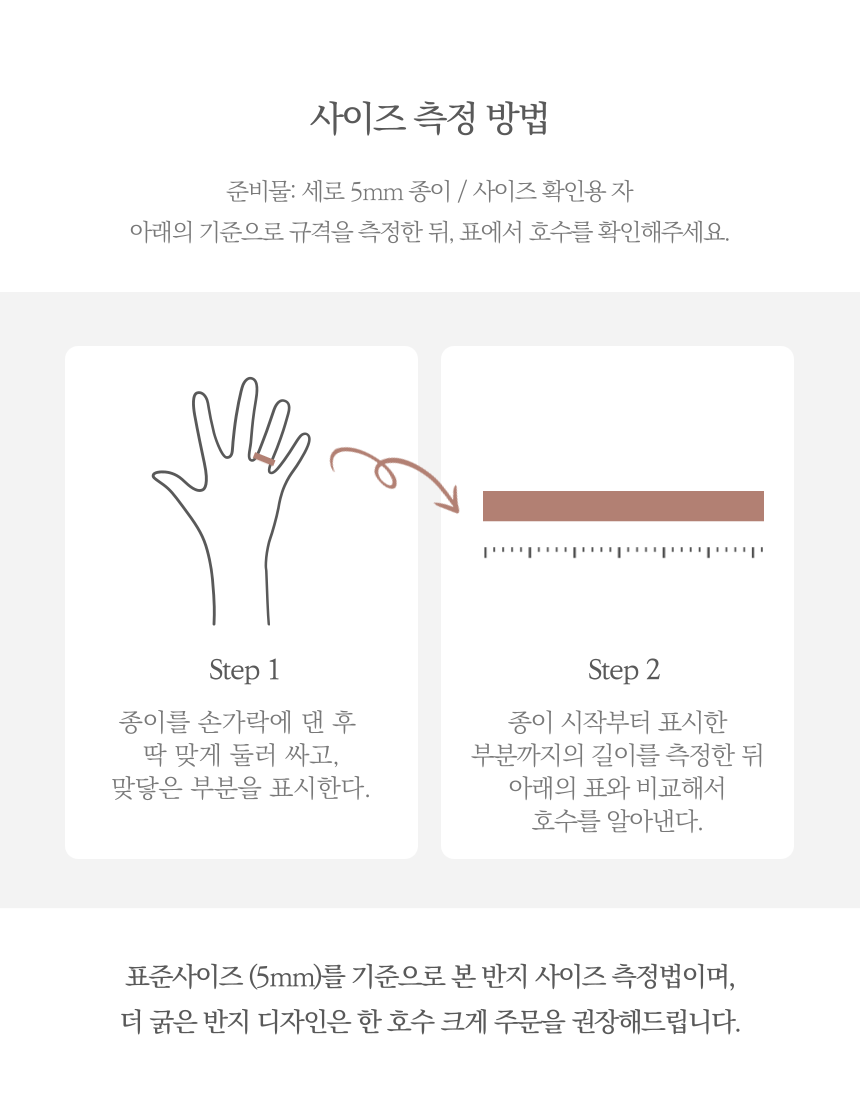 사이즈 측정 방법
준비물: 세로 5mm 종이 / 사이즈 확인용 자
아래의 기준으로 규격을 측정한 뒤, 표에서 호수를 확인해주세요.
Step 1
종이를 손가락에 댄 후
딱 맞게 둘러 싸고,
맞닿은 부분을 표시한다.
Step 2
종이 시작부터 표시한
부분까지의 길이를 측정한 뒤
아래의 표와 비교해서
호수를 알아낸다.
표준사이즈 (5mm)를 기준으로 본 반지 사이즈 측정법이며,
더 굵은 반지 디자인은 한 호수 크게 주문을 권장해드립니다.